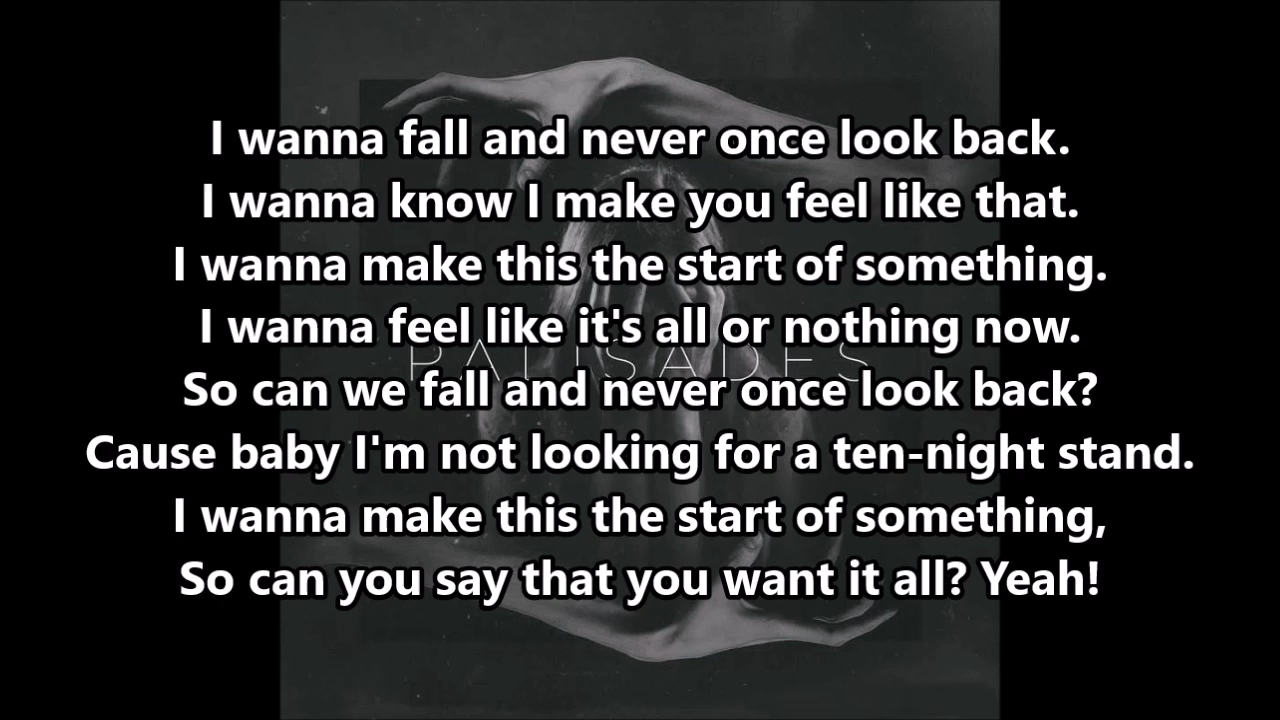 I wanna fall and never once look back.
I wanna know I make you feel like that.
I wanna make this the start of something.
I wanna feel like it's all or nothing now.
PALISADES
So can we fall and never once look back?
Cause baby I'm not looking for a ten-night stand.
I wanna make this the start of something,
So can you say that you want it all? Yeah!